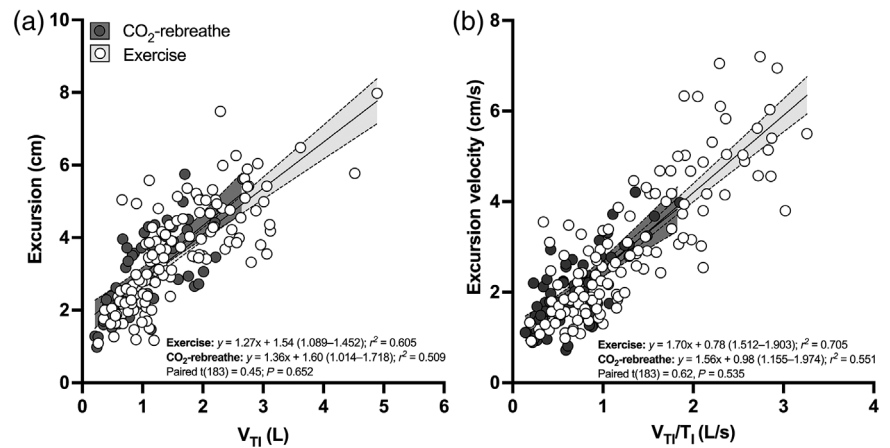 (a)
10
8
6
4
2
0
Excursion (cm)
CO₂-rebreathe
Exercise
Exercise: y = 1.27x + 1.54 (1.089–1.452); r² = 0.605
CO₂-rebreathe: y = 1.36x + 1.60 (1.014–1.718); r² = 0.509
Paired t(183) = 0.45; P = 0.652
0 1 2 3 4 5 6
V_TI (L)
(b)
8
6
4
2
0
Excursion velocity (cm/s)
Exercise: y = 1.70x + 0.78 (1.512–1.903); r² = 0.705
CO₂-rebreathe: y = 1.56x + 0.98 (1.155–1.974); r² = 0.551
Paired t(183) = 0.62, P = 0.535
0 1 2 3 4
V_TI/T_I (L/s)